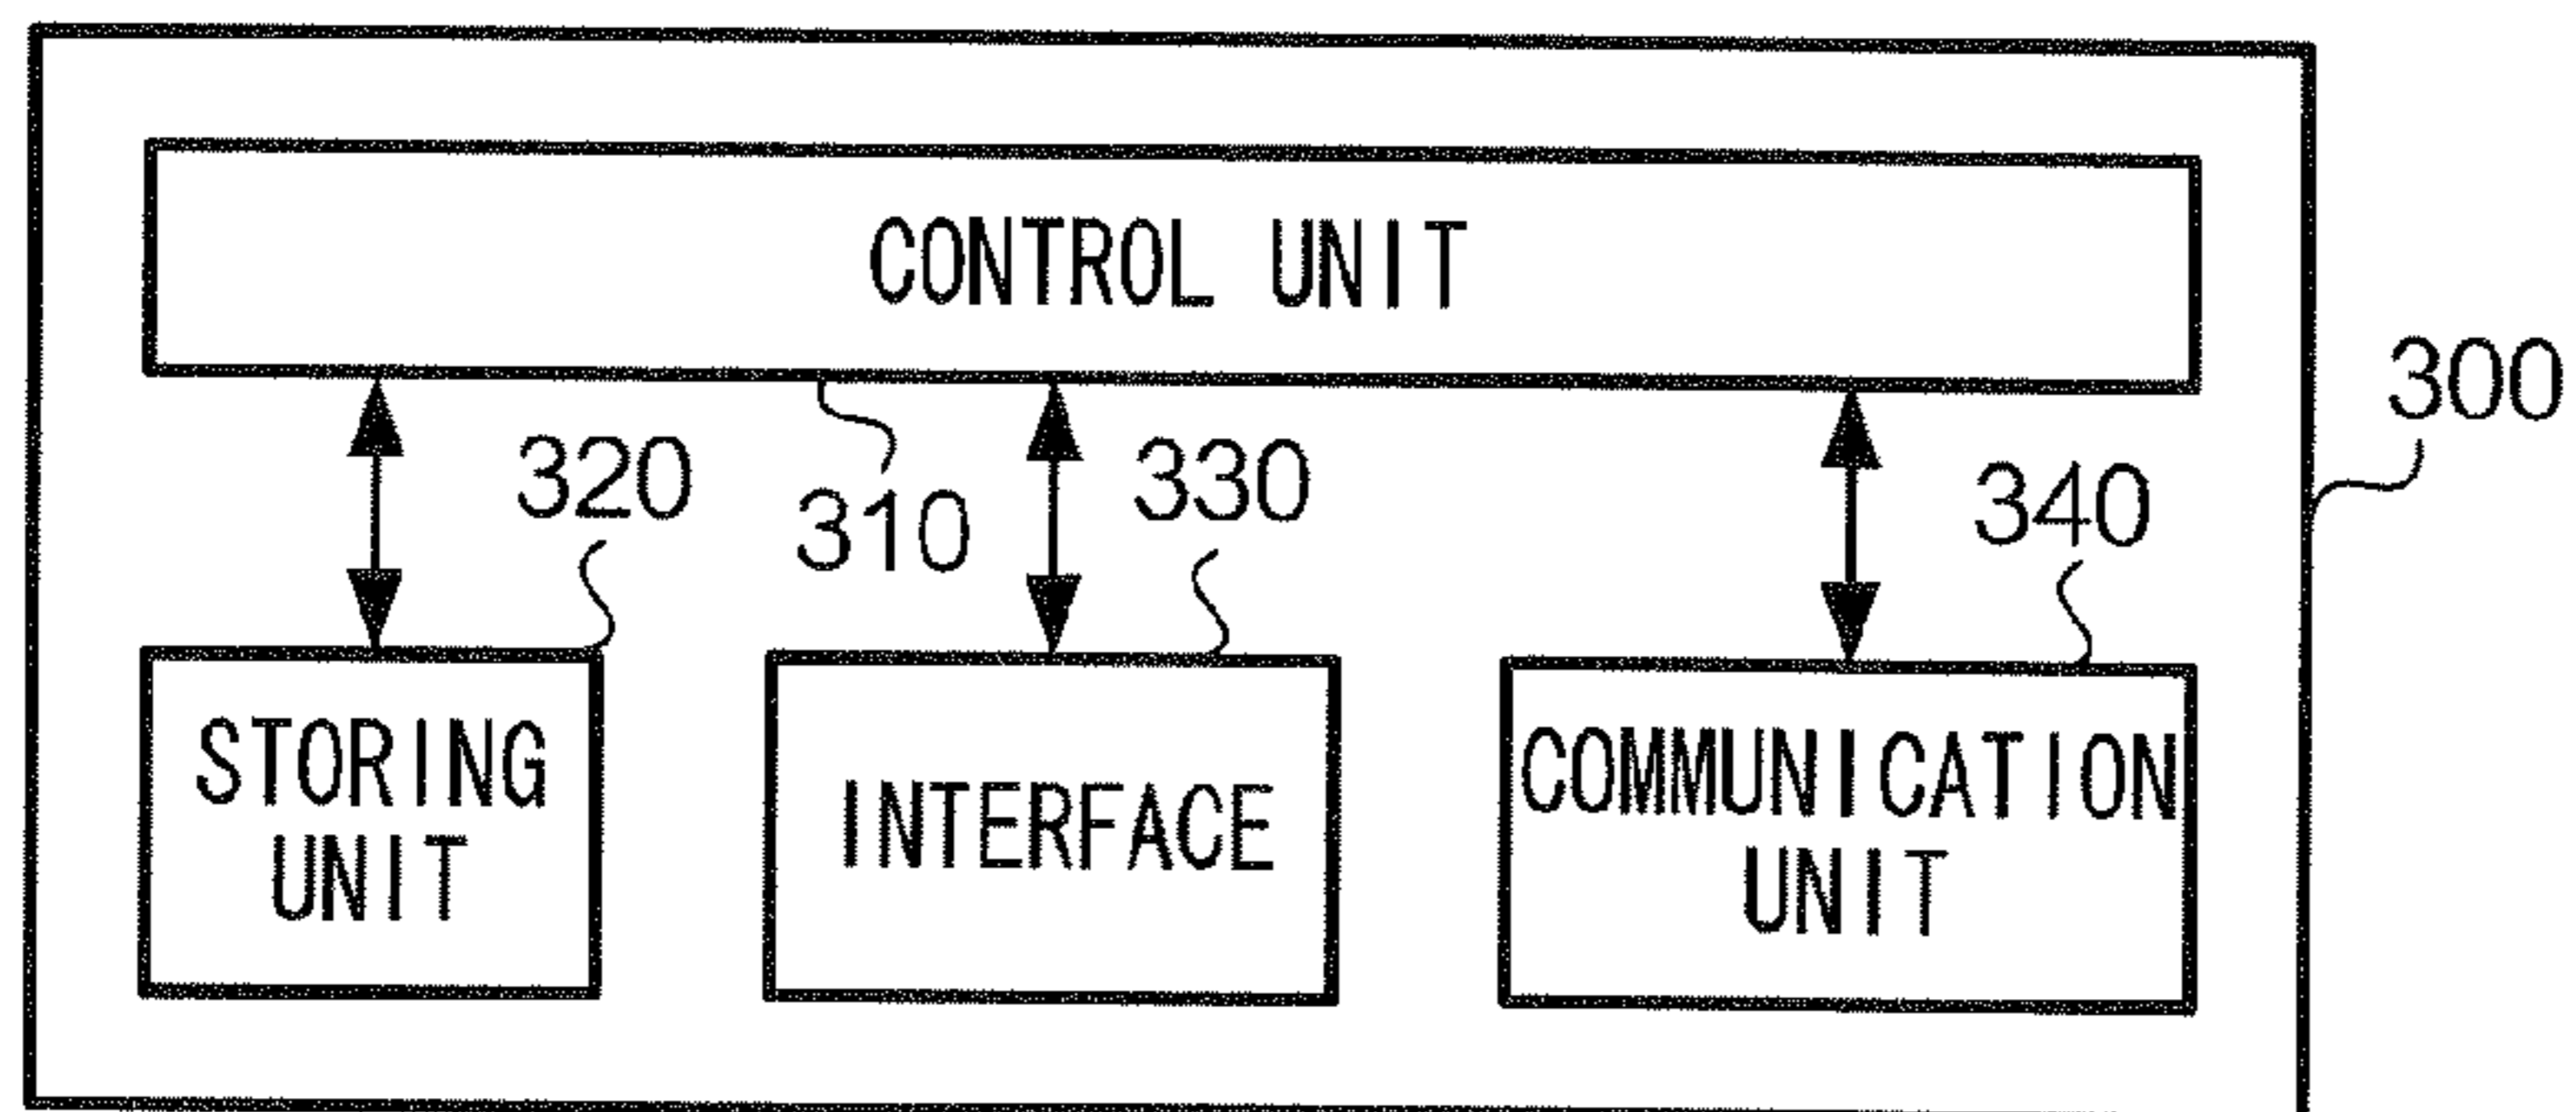 CONTROL UNIT
300
320
310
330
340
STORING
UNIT
INTERFACE
COMMUNICATION
UNIT